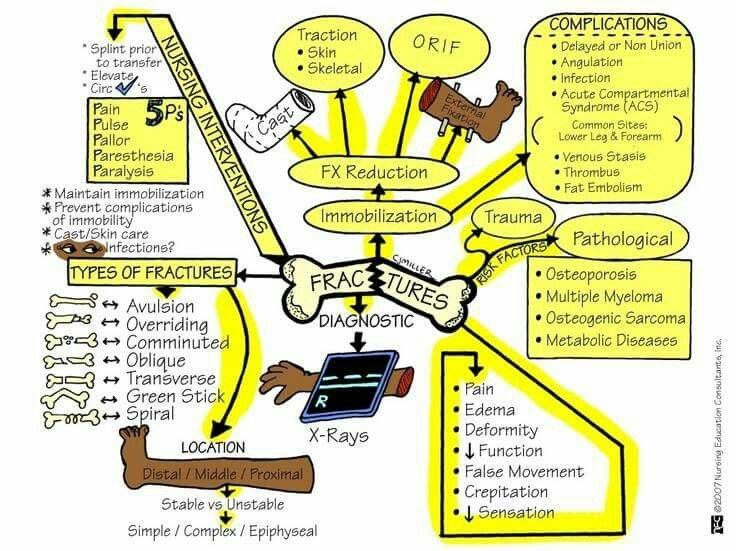 NURSING INTERVENTIONS
* Splint prior
to transfer
* Elevate
* Circ ✓'s
5P's
Pain
Pulse
Pallor
Paresthesia
Paralysis
* Maintain immobilization
* Prevent complications
of immobility
* Cast/Skin care
* Infections?
Traction
• Skin
• Skeletal
ORIF
Cast
External
Fixation
FX Reduction
Immobilization
COMPLICATIONS
• Delayed or Non Union
• Angulation
• Infection
• Acute Compartmental
Syndrome (ACS)
( Common Sites:
Lower Leg & Forearm )
• Venous Stasis
• Thrombus
• Fat Embolism
Trauma
RISK FACTORS
Pathological
• Osteoporosis
• Multiple Myeloma
• Osteogenic Sarcoma
• Metabolic Diseases
CJMILLER
FRACTURES
TYPES OF FRACTURES
↔ Avulsion
↔ Overriding
↔ Comminuted
↔ Oblique
↔ Transverse
↔ Green Stick
↔ Spiral
DIAGNOSTIC
R
X-Rays
LOCATION
Distal / Middle / Proximal
Stable vs Unstable
Simple / Complex / Epiphyseal
• Pain
• Edema
• Deformity
• ↓ Function
• False Movement
• Crepitation
• ↓ Sensation
©2007 Nursing Education Consultants, Inc.